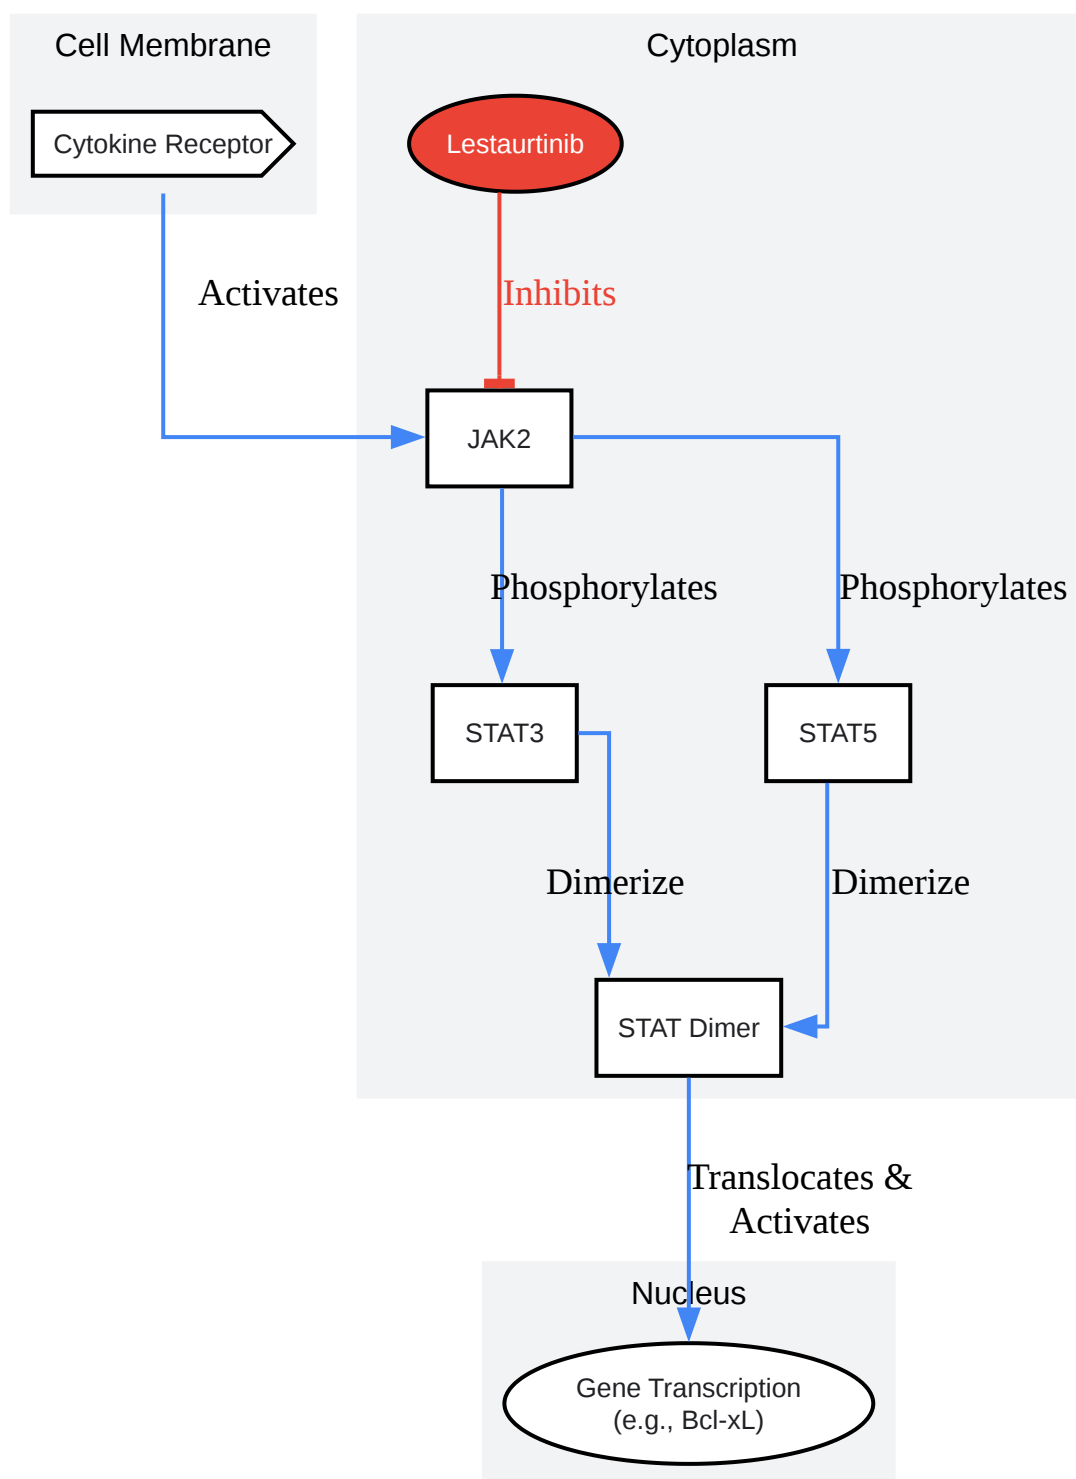 Cell Membrane
Cytoplasm
Cytokine Receptor
Lestaurtinib
Activates
Inhibits
JAK2
Phosphorylates
Phosphorylates
STAT3
STAT5
Dimerize
Dimerize
STAT Dimer
Translocates &
Activates
Nucleus
Gene Transcription
(e.g., Bcl-xL)